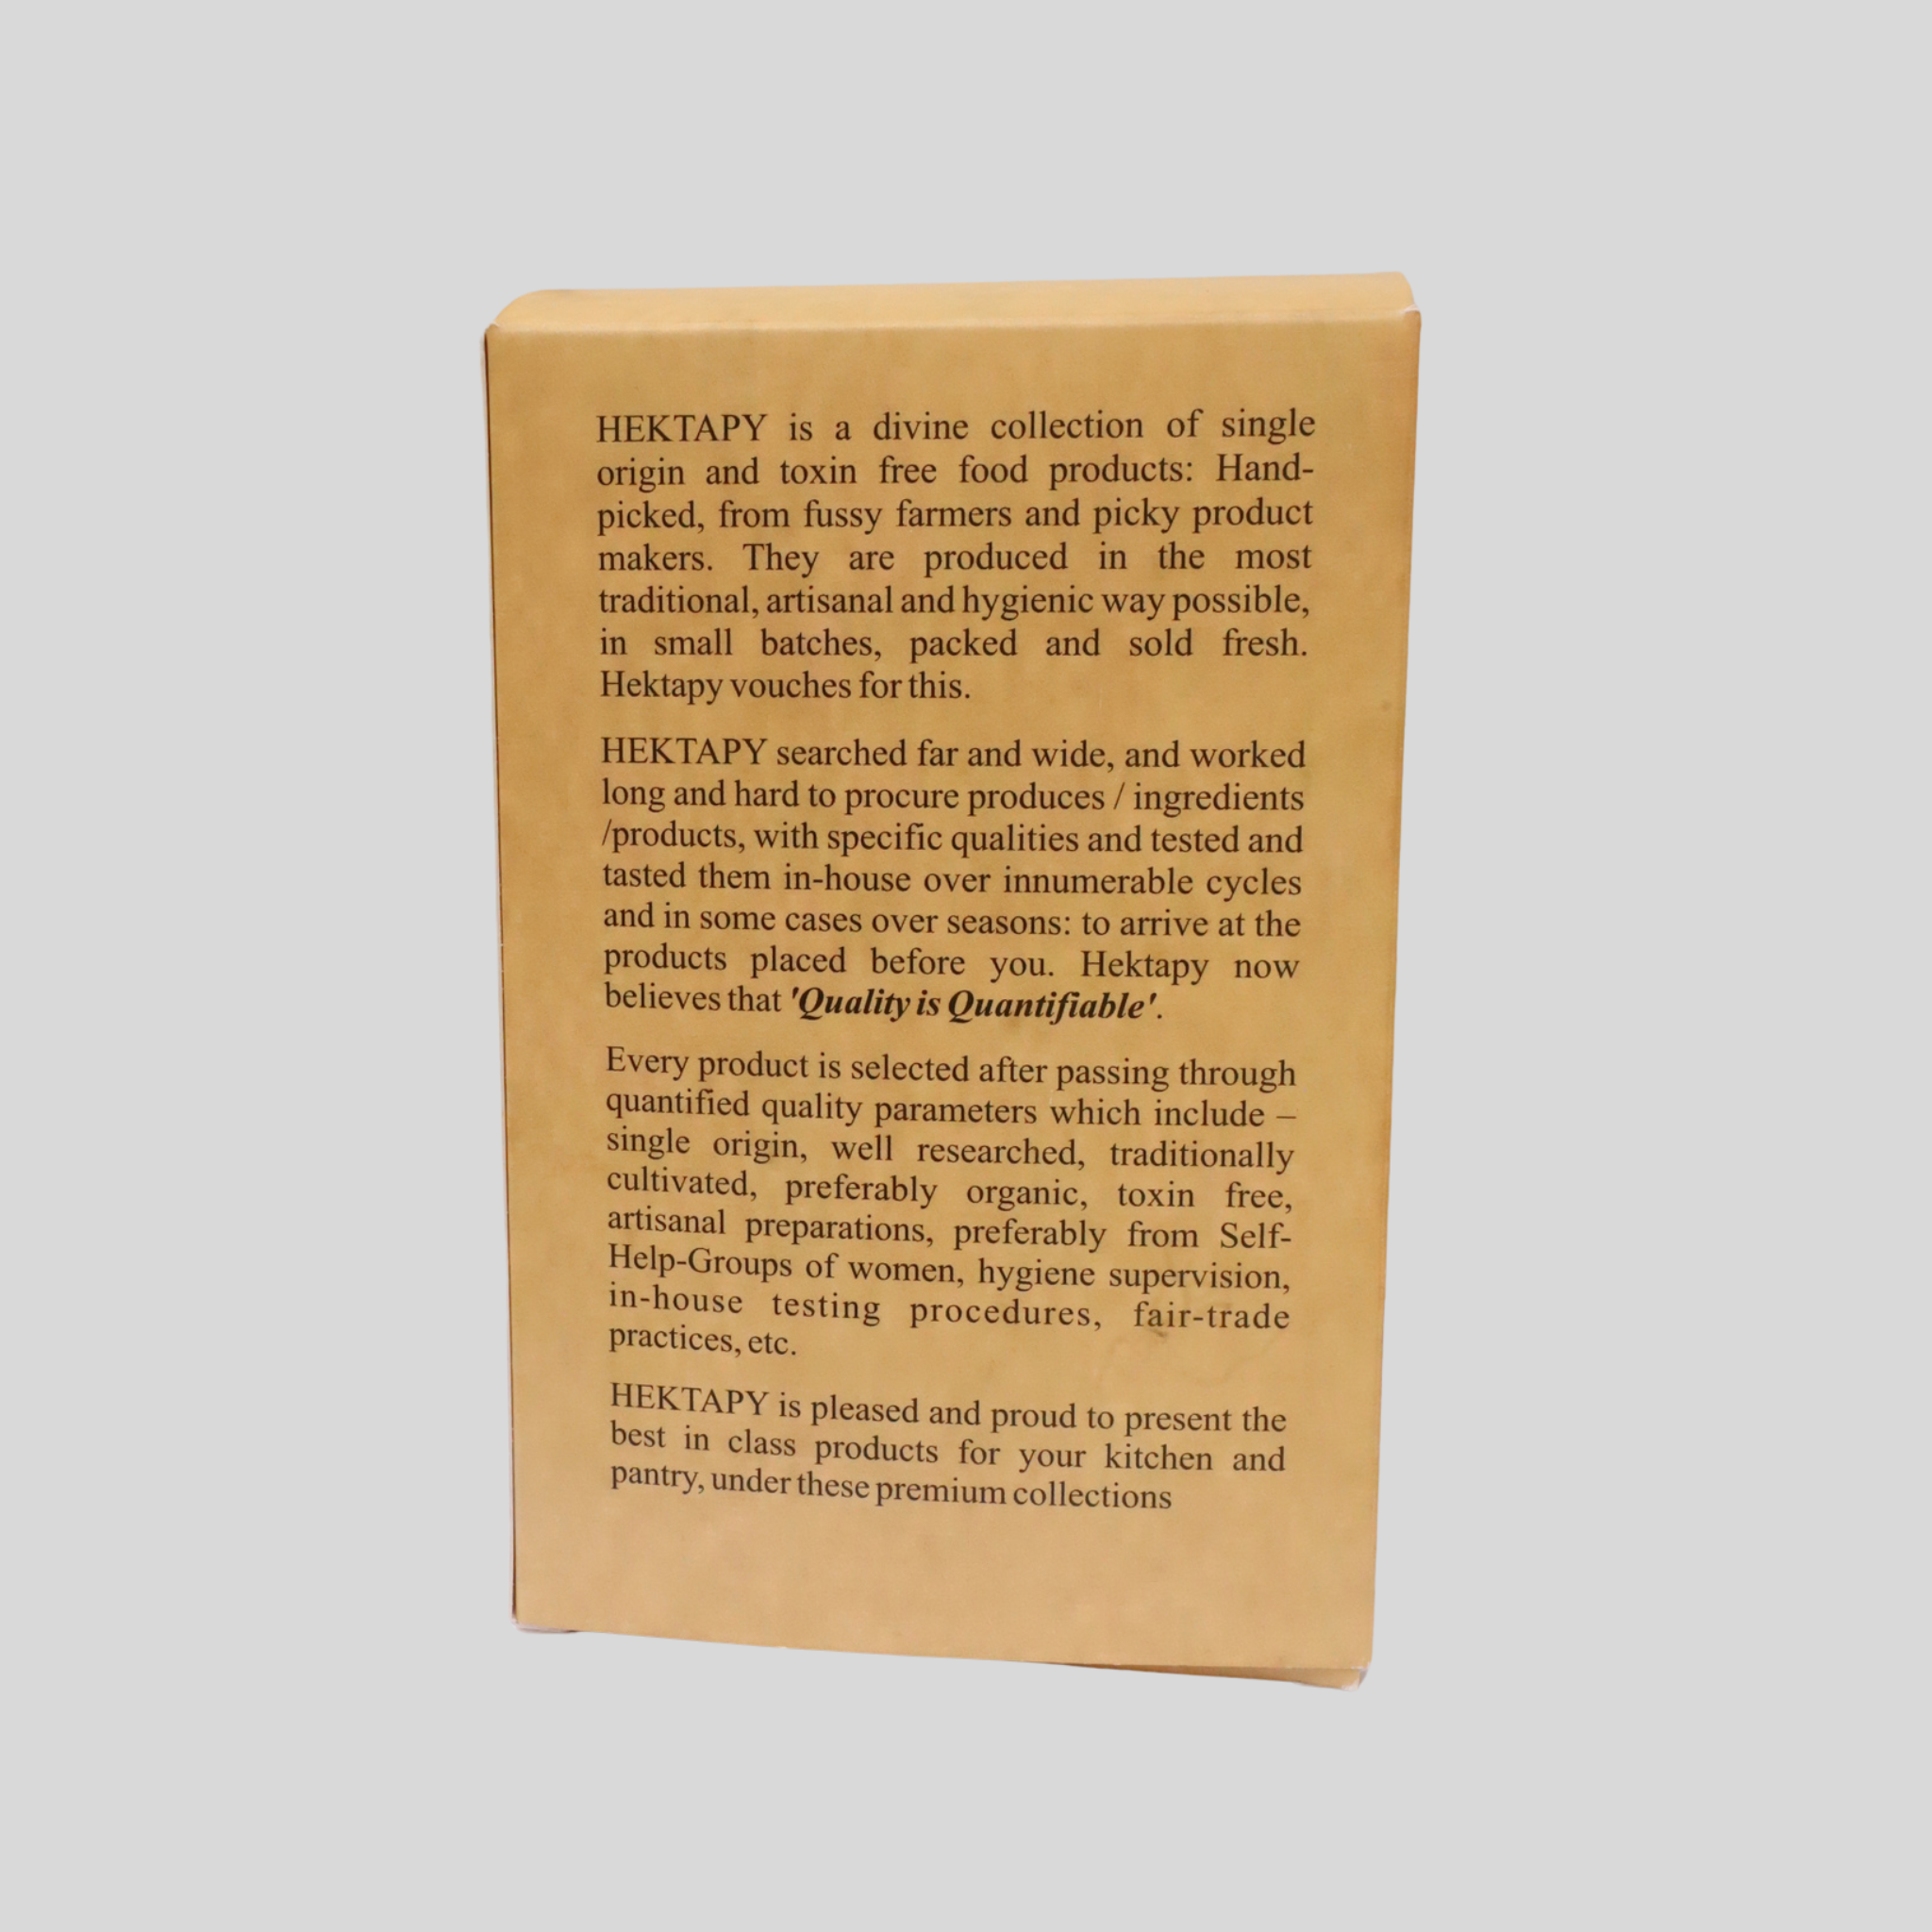 HEKTAPY is a divine collection of single
origin and toxin free food products: Hand-
picked, from fussy farmers and picky product
makers. They are produced in the most
traditional, artisanal and hygienic way possible,
in small batches, packed and sold fresh.
Hektapy vouches for this.
HEKTAPY searched far and wide, and worked
long and hard to procure produces / ingredients
/products, with specific qualities and tested and
tasted them in-house over innumerable cycles
and in some cases over seasons: to arrive at the
products placed before you. Hektapy now
believes that 'Quality is Quantifiable'.
Every product is selected after passing through
quantified quality parameters which include –
single origin, well researched, traditionally
cultivated, preferably organic, toxin free,
artisanal preparations, preferably from Self-
Help-Groups of women, hygiene supervision,
in-house testing procedures, fair-trade
practices, etc.
HEKTAPY is pleased and proud to present the
best in class products for your kitchen and
pantry, under these premium collections